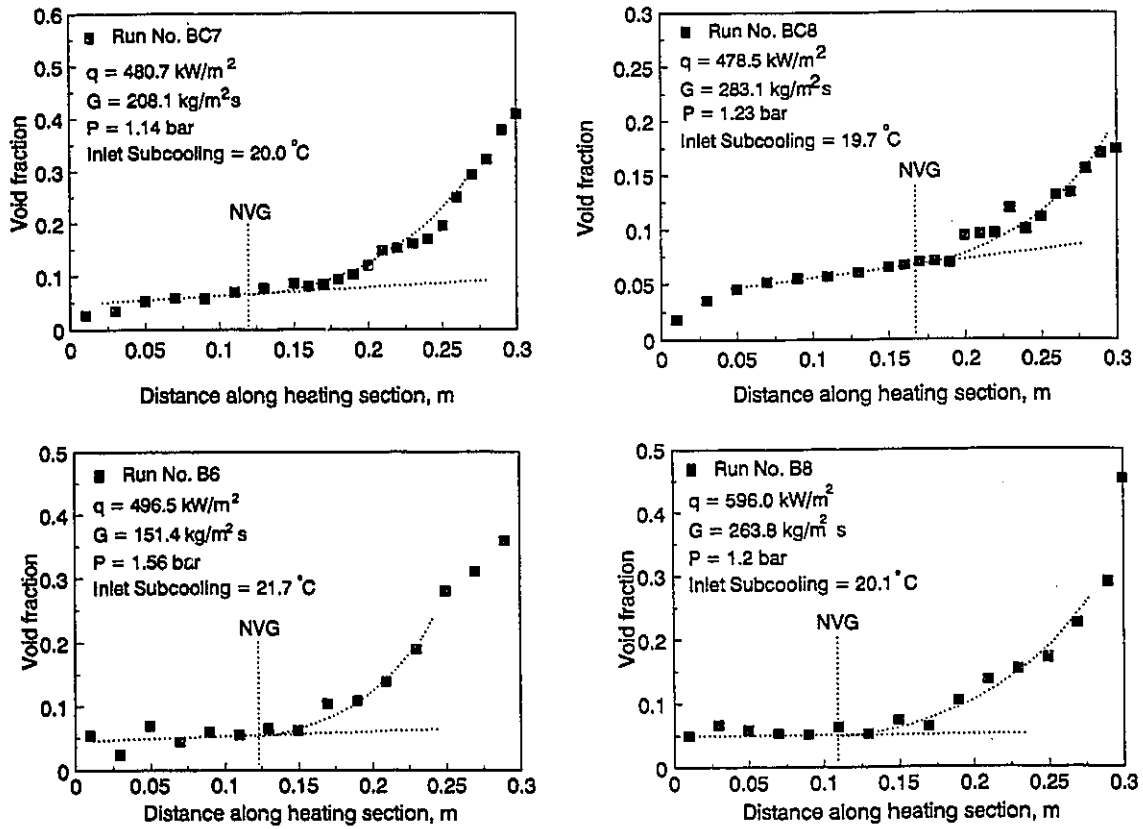 0.6
0.5
0.4
0.3
0.2
0.1
0
Void fraction
Run No. BC7
q = 480.7 kW/m²
G = 208.1 kg/m²s
P = 1.14 bar
Inlet Subcooling = 20.0 °C
NVG
0 0.05 0.1 0.15 0.2 0.25 0.3
Distance along heating section, m
0.30
0.25
0.20
0.15
0.10
0.05
0
Void fraction
Run No. BC8
q = 478.5 kW/m²
G = 283.1 kg/m²s
P = 1.23 bar
Inlet Subcooling = 19.7 °C
NVG
0 0.05 0.1 0.15 0.2 0.25 0.3
Distance along heating section, m
0.5
0.4
0.3
0.2
0.1
0
Void fraction
Run No. B6
q = 496.5 kW/m²
G = 151.4 kg/m² s
P = 1.56 bar
Inlet Subcooling = 21.7 °C
NVG
0 0.05 0.1 0.15 0.2 0.25 0.3
Distance along heating section, m
0.5
0.4
0.3
0.2
0.1
0
Void fraction
Run No. B8
q = 596.0 kW/m²
G = 263.8 kg/m² s
P = 1.2 bar
Inlet Subcooling = 20.1 °C
NVG
0 0.05 0.1 0.15 0.2 0.25 0.3
Distance along heating section, m